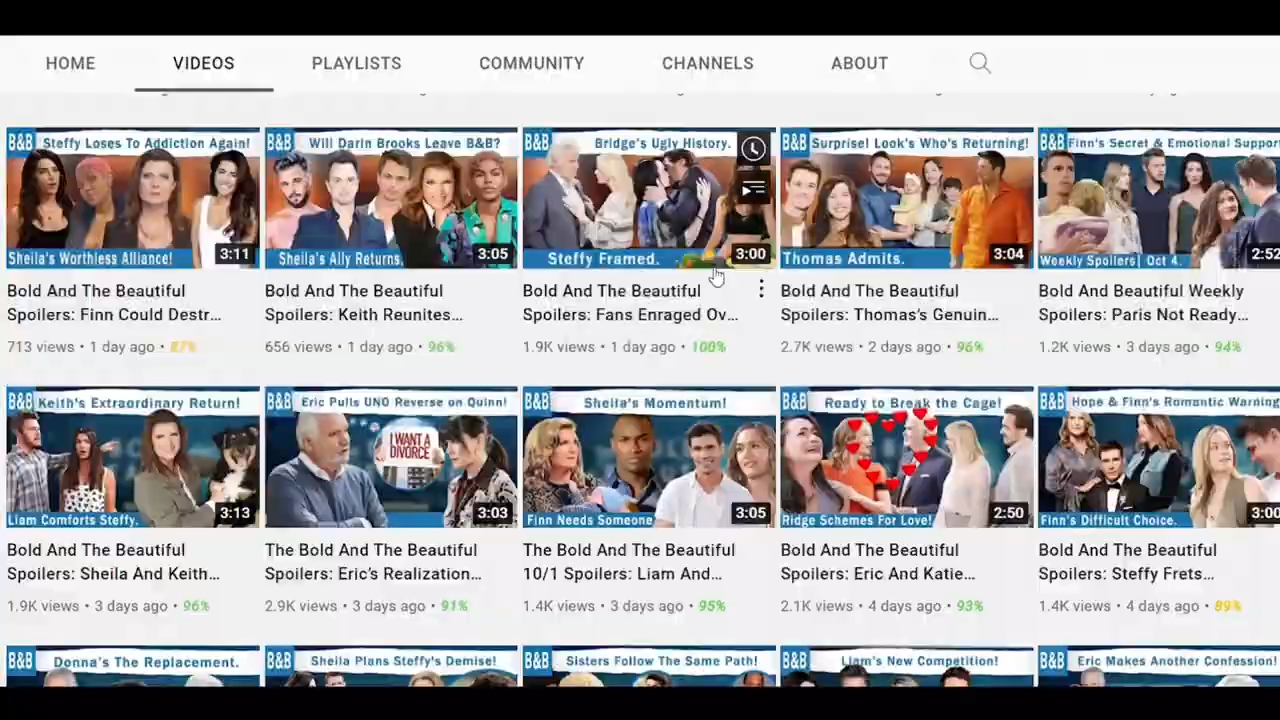 HOME VIDEOS PLAYLISTS COMMUNITY CHANNELS ABOUT
B&B Steffy Loses To Addiction Again!
Sheila's Worthless Alliance! 3:11
Bold And The Beautiful
Spoilers: Finn Could Destr...
713 views • 1 day ago • 87%
B&B Will Darin Brooks Leave B&B?
Sheila's Ally Returns. 3:05
Bold And The Beautiful
Spoilers: Keith Reunites...
656 views • 1 day ago • 96%
B&B Bridge's Ugly History.
Steffy Framed. 3:00
Bold And The Beautiful
Spoilers: Fans Enraged Ov...
1.9K views • 1 day ago • 100%
B&B Surprise! Look's Who's Returning!
Thomas Admits. 3:04
Bold And The Beautiful
Spoilers: Thomas's Genuin...
2.7K views • 2 days ago • 96%
B&B Finn's Secret & Emotional Support
Weekly Spoilers| Oct 4. 2:52
Bold And Beautiful Weekly
Spoilers: Paris Not Ready...
1.2K views • 3 days ago • 94%
B&B Keith's Extraordinary Return!
Liam Comforts Steffy. 3:13
Bold And The Beautiful
Spoilers: Sheila And Keith...
1.9K views • 3 days ago • 96%
B&B Eric Pulls UNO Reverse on Quinn!
I WANT A
DIVORCE
3:03
The Bold And The Beautiful
Spoilers: Eric's Realization...
2.9K views • 3 days ago • 91%
B&B Sheila's Momentum!
Finn Needs Someone 3:05
The Bold And The Beautiful
10/1 Spoilers: Liam And...
1.4K views • 3 days ago • 95%
B&B Ready to Break the Cage!
Ridge Schemes For Love! 2:50
Bold And The Beautiful
Spoilers: Eric And Katie...
2.1K views • 4 days ago • 93%
B&B Hope & Finn's Romantic Warning
Finn's Difficult Choice. 3:00
Bold And The Beautiful
Spoilers: Steffy Frets...
1.4K views • 4 days ago • 89%
B&B Donna's The Replacement.
B&B Sheila Plans Steffy's Demise!
B&B Sisters Follow The Same Path!
B&B Liam's New Competition!
B&B Eric Makes Another Confession!